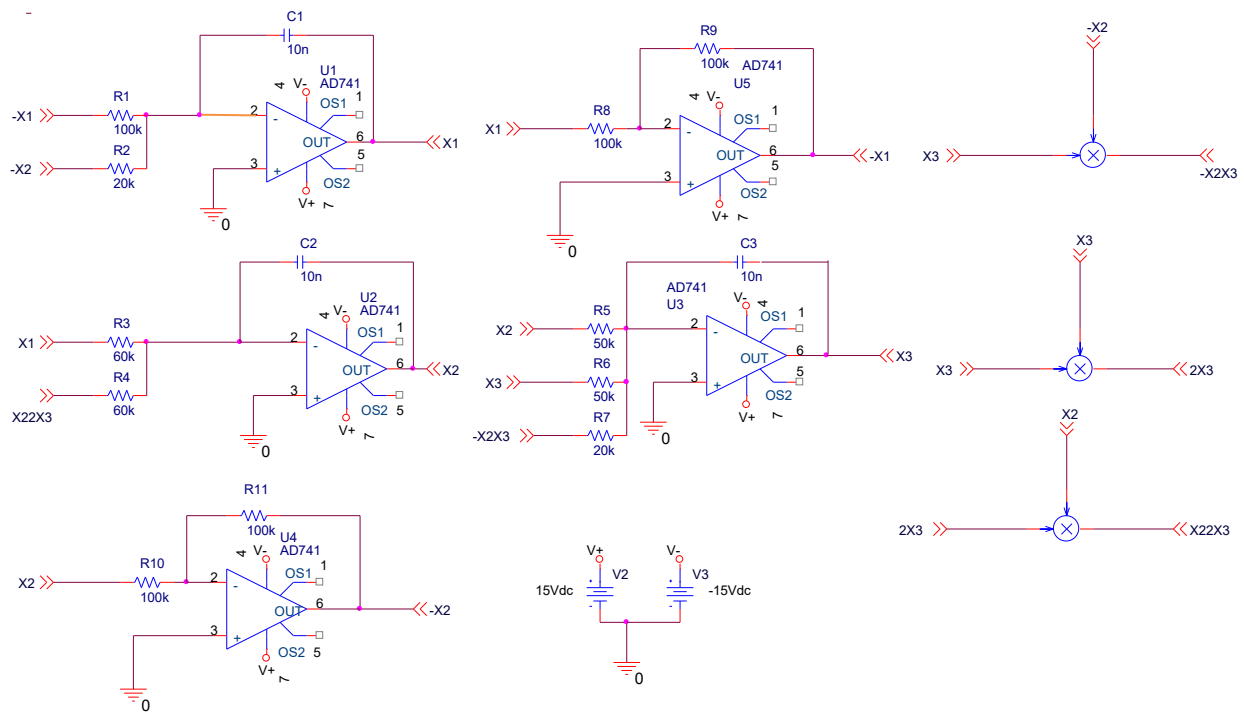 C1
10n
U1
AD741
4
V-
OS1
1
-X1
R1
100k
2
-
OUT
6
X1
-X2
R2
20k
3
+
5
OS2
V+
7
0
R9
100k
AD741
U5
4
V-
OS1
1
X1
R8
100k
2
-
OUT
6
-X1
3
+
5
OS2
V+
7
0
-X2
X3
-X2X3
C2
10n
U2
AD741
4
V-
OS1
1
X1
R3
60k
2
-
OUT
6
X2
X22X3
R4
60k
3
+
OS2
5
V+
7
0
C3
10n
AD741
U3
4
V-
OS1
1
X2
R5
50k
2
-
OUT
6
X3
X3
R6
50k
3
+
5
OS2
-X2X3
R7
20k
V+
7
0
X3
X3
2X3
X2
2X3
X22X3
R11
100k
U4
AD741
4
V-
OS1
1
X2
R10
100k
2
-
OUT
6
-X2
3
+
OS2
5
V+
7
0
V+
V-
V2
15Vdc
-
V3
-15Vdc
-
0